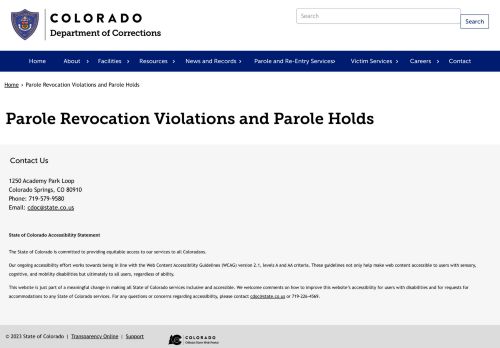 COLORADO
Department of Corrections
Search
Search
Home About Facilities Resources News and Records Parole and Re-Entry Services Victim Services Careers Contact
Home › Parole Revocation Violations and Parole Holds
Parole Revocation Violations and Parole Holds
Contact Us
1250 Academy Park Loop
Colorado Springs, CO 80910
Phone: 719-579-9580
Email: cdoc@state.co.us
State of Colorado Accessibility Statement
The State of Colorado is committed to providing equitable access to our services to all Coloradans.
Our ongoing accessibility effort works towards being in line with the Web Content Accessibility Guidelines (WCAG) version 2.1, levels A and AA criteria. These guidelines not only help make web content accessible to users with sensory,
cognitive, and mobility disabilities but ultimately to all users, regardless of ability.
This website is just part of a meaningful change in making all State of Colorado services inclusive and accessible. We welcome comments on how to improve this website's accessibility for users with disabilities and for requests for
accommodations to any State of Colorado services. For any questions or concerns regarding accessibility, please contact cdoc@state.co.us or 719-226-4569.
© 2023 State of Colorado | Transparency Online | Support
COLORADO
Official State Web Portal